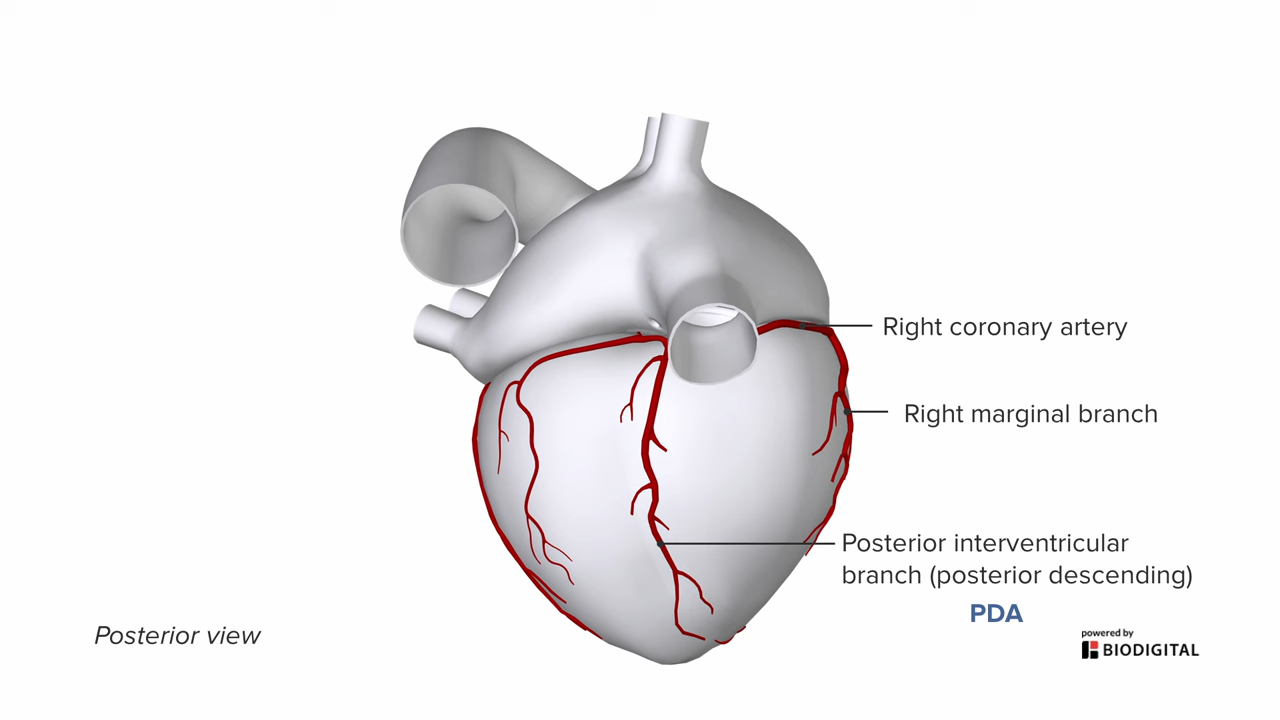 Right coronary artery
Right marginal branch
Posterior interventricular
branch (posterior descending)
PDA
Posterior view
powered by
BIODIGITAL